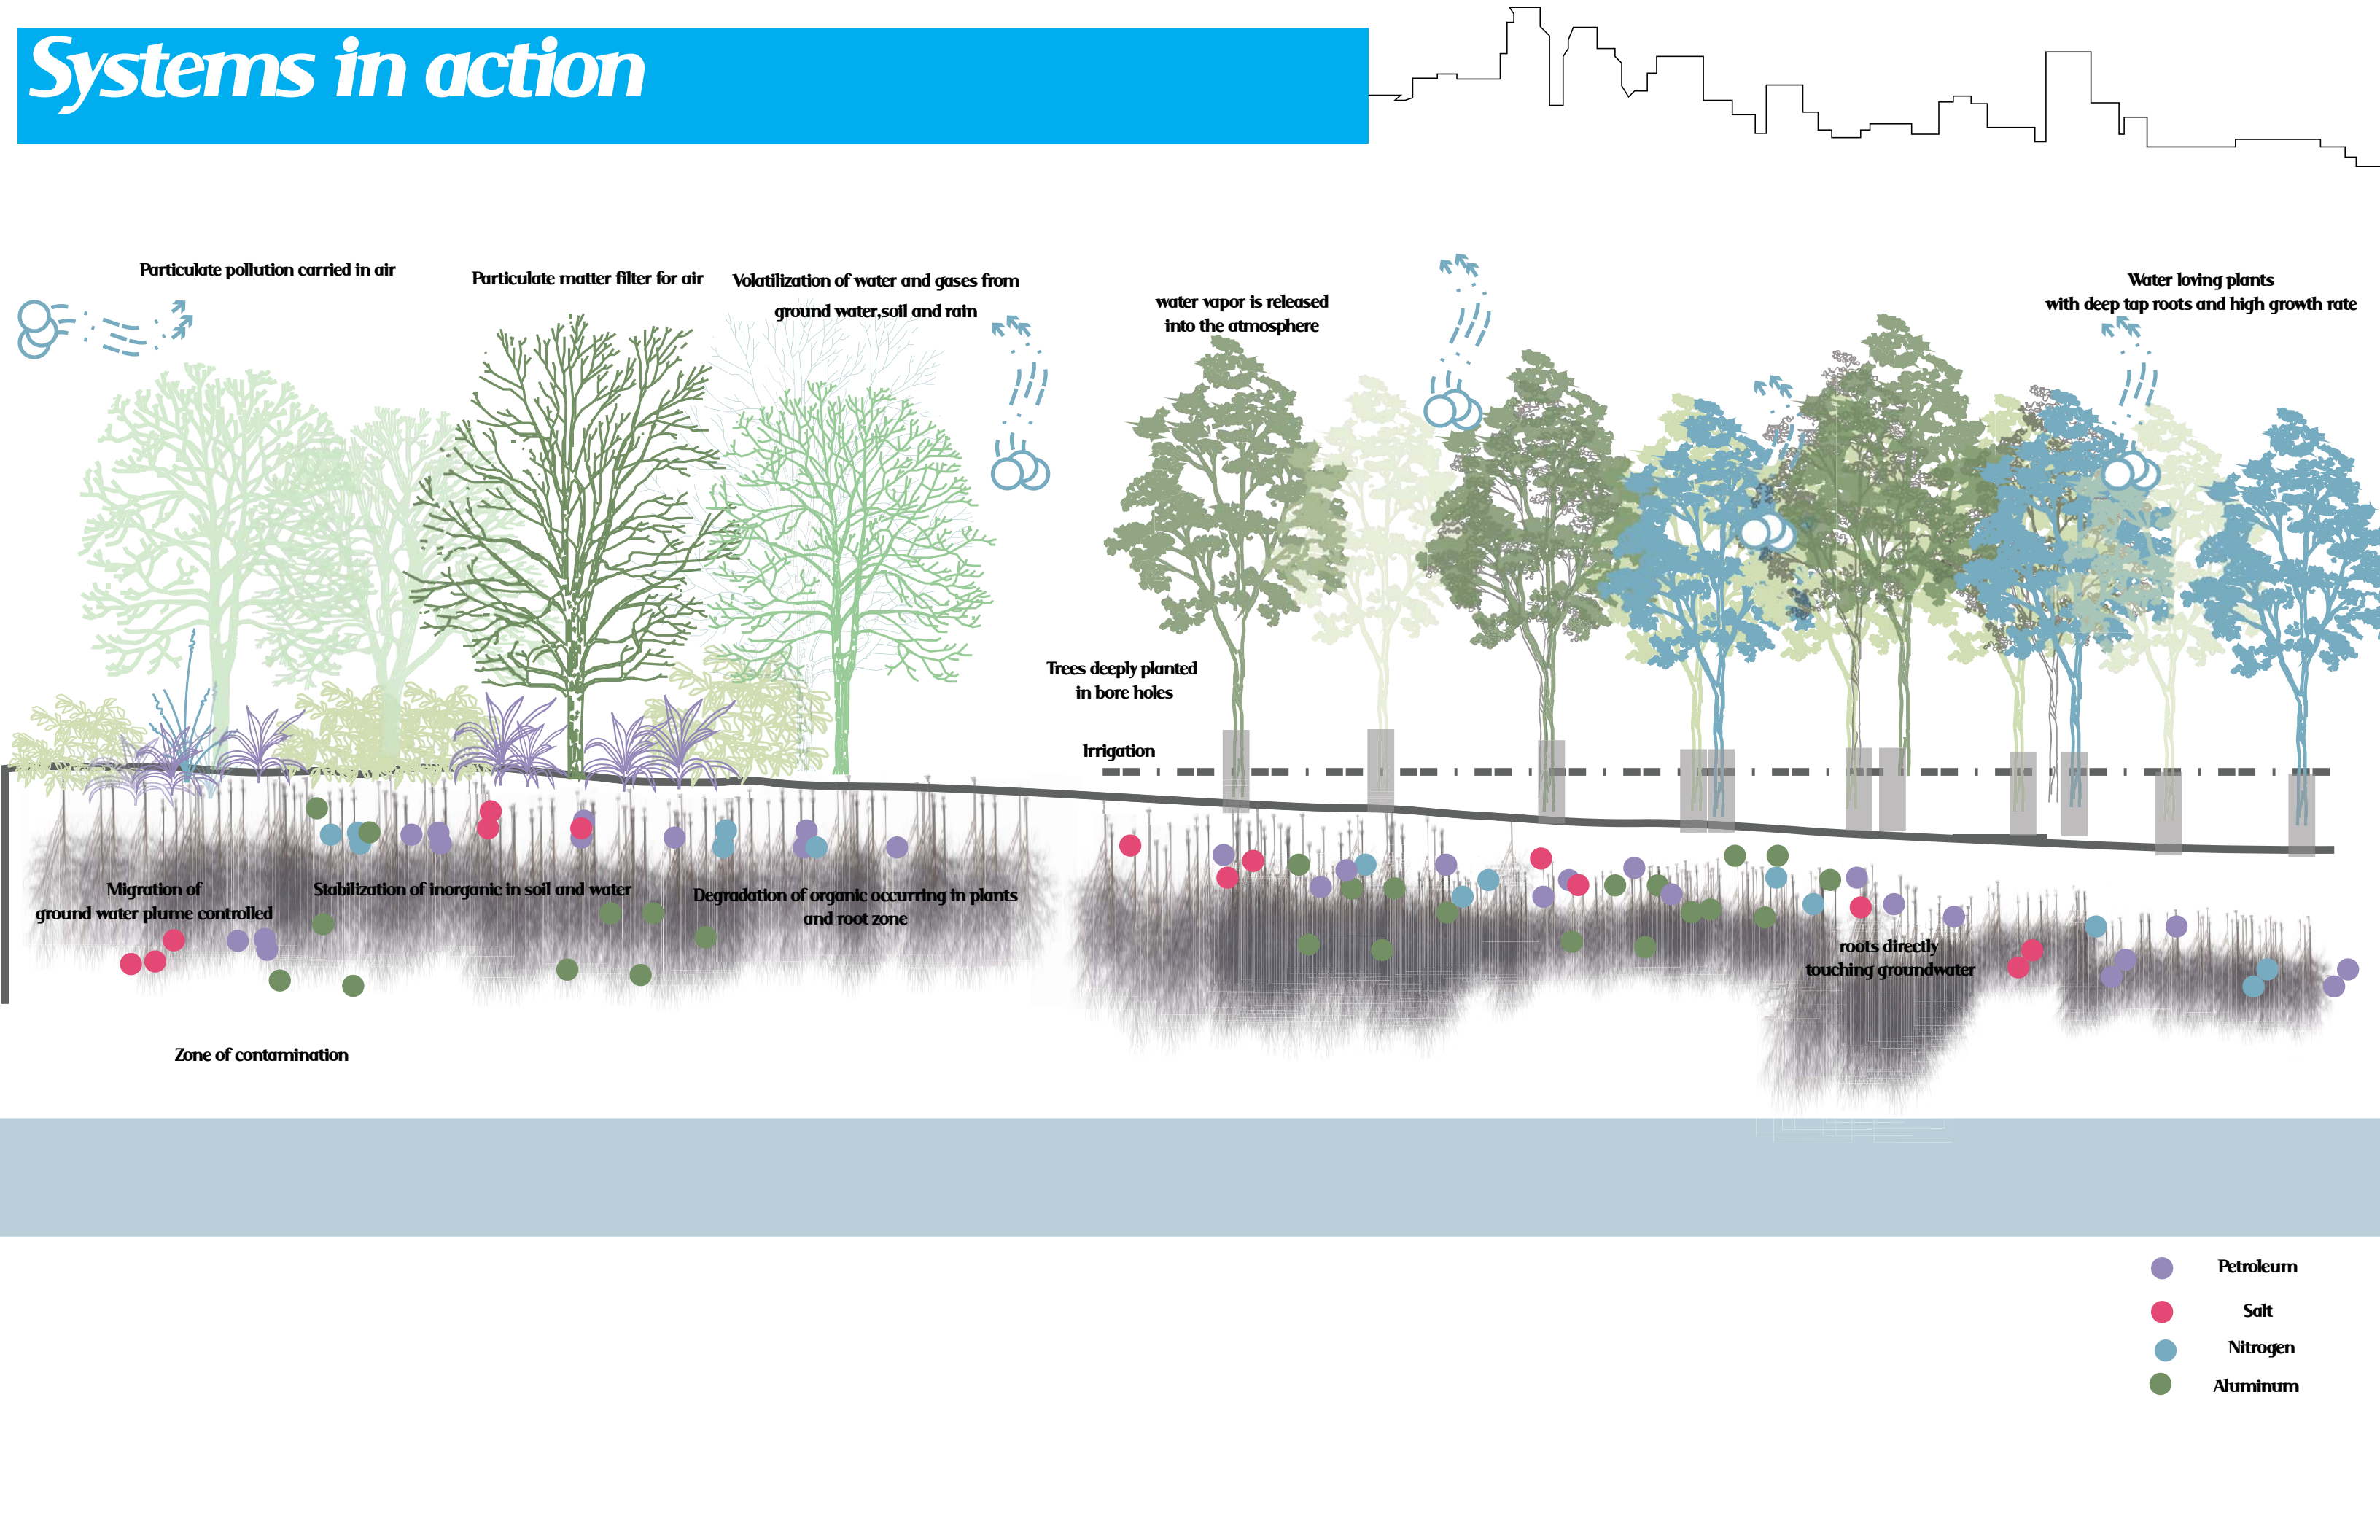 Systems in action
Particulate pollution carried in air
Particulate matter filter for air
Volatilization of water and gases from
ground water,soil and rain
water vapor is released
into the atmosphere
Water loving plants
with deep tap roots and high growth rate
Trees deeply planted
in bore holes
Irrigation
Migration of
ground water plume controlled
Stabilization of inorganic in soil and water
Degradation of organic occurring in plants
and root zone
roots directly
touching groundwater
Zone of contamination
Petroleum
Salt
Nitrogen
Aluminum